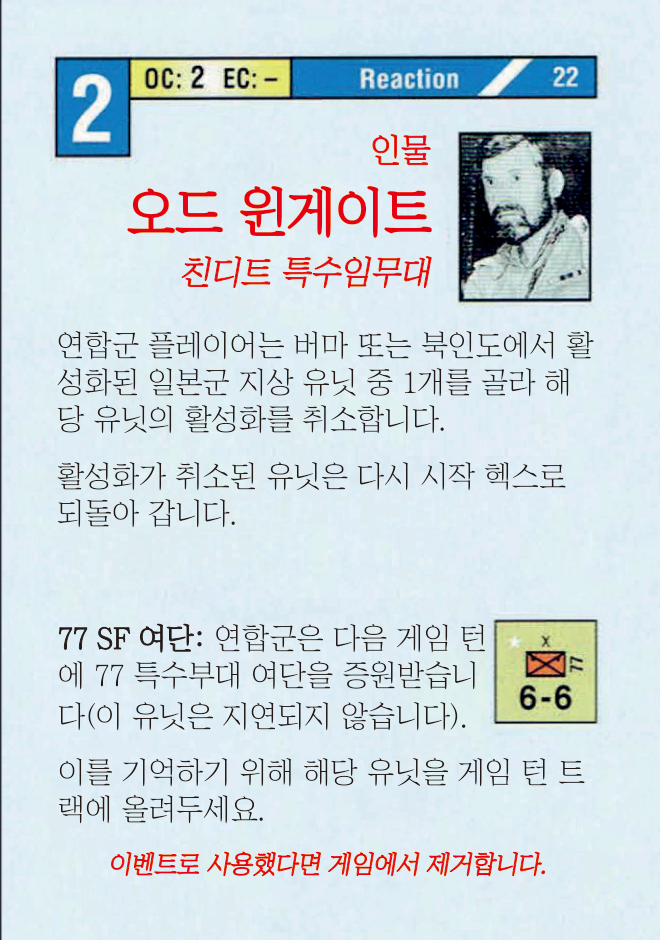 2
OC: 2 EC: –
Reaction
22
인물
오드 윈게이트
친디트 특수임무대
연합군 플레이어는 버마 또는 북인도에서 활
성화된 일본군 지상 유닛 중 1개를 골라 해
당 유닛의 활성화를 취소합니다.
활성화가 취소된 유닛은 다시 시작 헥스로
되돌아 갑니다.
77 SF 여단: 연합군은 다음 게임 턴
에 77 특수부대 여단을 증원받습니
다(이 유닛은 지연되지 않습니다).
X
77
6-6
이를 기억하기 위해 해당 유닛을 게임 턴 트
랙에 올려두세요.
이벤트로 사용했다면 게임에서 제거합니다.